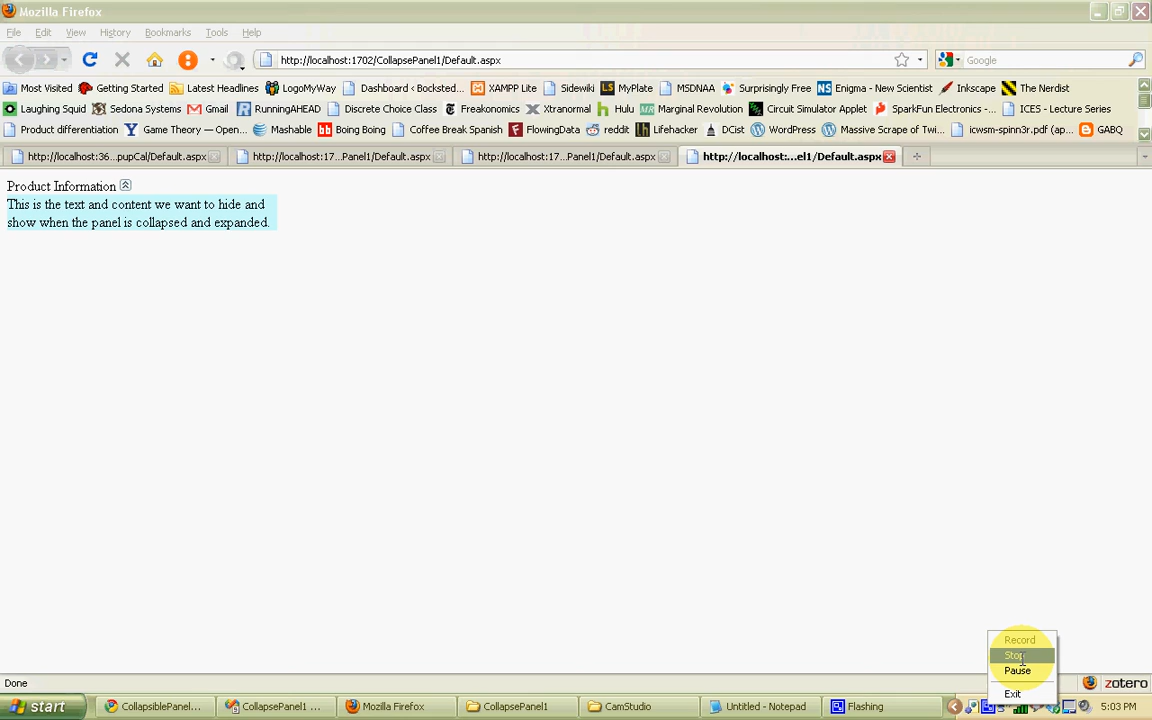 Mozilla Firefox
File Edit View History Bookmarks Tools Help
http://localhost:1702/CollapsePanel1/Default.aspx Google
Most Visited Getting Started Latest Headlines LogoMyWay Dashboard ‹ Bocksted... XAMPP Lite Sidewiki MyPlate MSDNAA Surprisingly Free Enigma - New Scientist Inkscape The Nerdist
Laughing Squid Sedona Systems Gmail RunningAHEAD Discrete Choice Class Freakonomics Xtranormal Hulu Marginal Revolution Circuit Simulator Applet SparkFun Electronics -... ICES - Lecture Series
Product differentiation Game Theory — Open... Mashable Boing Boing Coffee Break Spanish FlowingData reddit Lifehacker DCist WordPress Massive Scrape of Twi... icwsm-spinn3r.pdf (ap... GABQ
http://localhost:36...pupCal/Default.aspx http://localhost:17...Panel1/Default.aspx http://localhost:17...Panel1/Default.aspx http://localhost:...el1/Default.aspx
Product Information
This is the text and content we want to hide and
show when the panel is collapsed and expanded.
Record
Stop
Pause
Exit
Done zotero
start CollapsiblePanel... CollapsePanel1 ... Mozilla Firefox CollapsePanel1 CamStudio Untitled - Notepad Flashing 5:03 PM